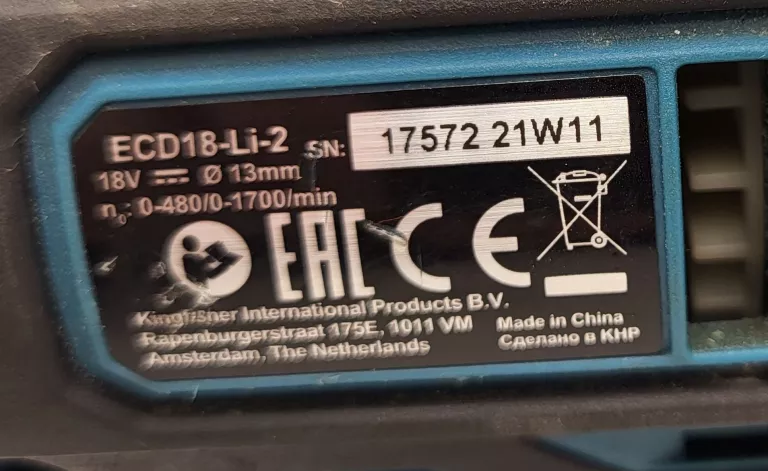 ECD18-Li-2 SN: 17572 21W11
18V Ø 13mm
n₀: 0-480/0-1700/min
EAC CE
Kingfisher International Products B.V.
Rapenburgerstraat 175E, 1011 VM
Amsterdam, The Netherlands
Made in China
Сделано в КНР